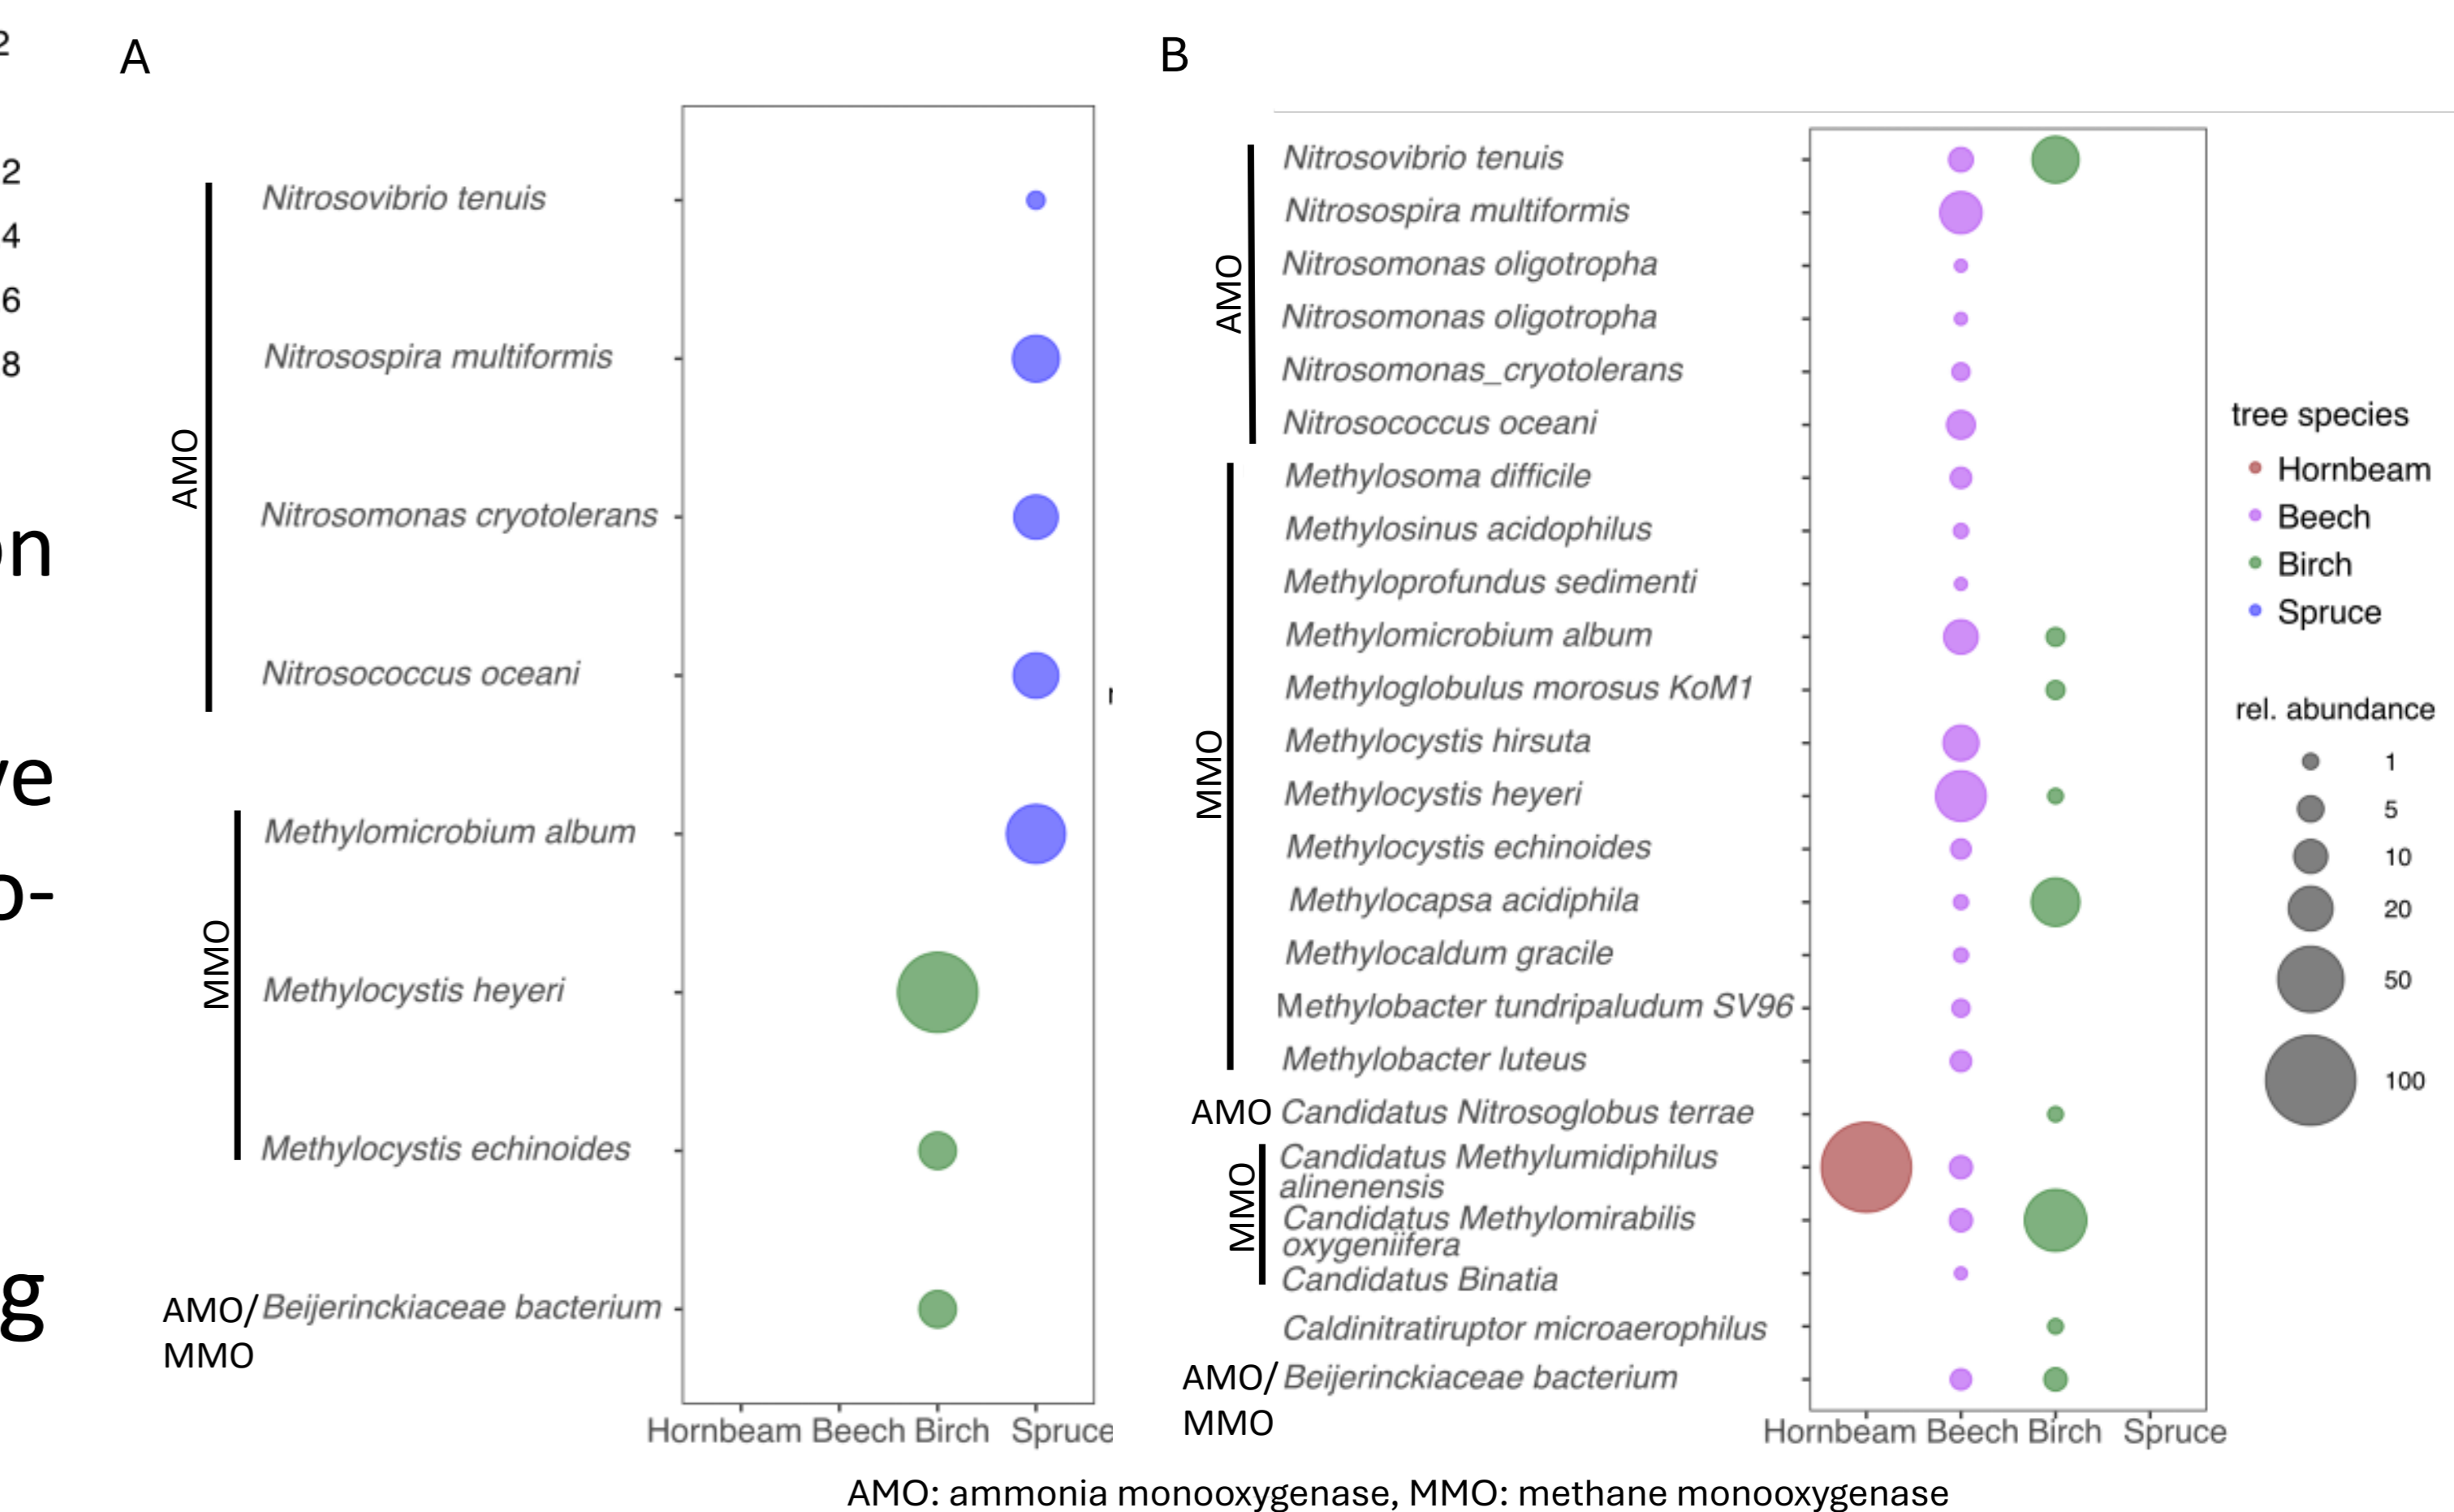 2
2
4
6
8
on
ve
o-
g
A
AMO
Nitrosovibrio tenuis
Nitrosospira multiformis
Nitrosomonas cryotolerans
Nitrosococcus oceani
MMO
Methylomicrobium album
Methylocystis heyeri
Methylocystis echinoides
AMO/
MMO
Beijerinckiaceae bacterium
Hornbeam Beech Birch Spruce
B
AMO
Nitrosovibrio tenuis
Nitrosospira multiformis
Nitrosomonas oligotropha
Nitrosomonas oligotropha
Nitrosomonas_cryotolerans
Nitrosococcus oceani
MMO
Methylosoma difficile
Methylosinus acidophilus
Methyloprofundus sedimenti
Methylomicrobium album
Methyloglobulus morosus KoM1
Methylocystis hirsuta
Methylocystis heyeri
Methylocystis echinoides
Methylocapsa acidiphila
Methylocaldum gracile
Methylobacter tundripaludum SV96
Methylobacter luteus
AMO Candidatus Nitrosoglobus terrae
MMO
Candidatus Methylumidiphilus
alinenensis
Candidatus Methylomirabilis
oxygeniifera
Candidatus Binatia
Caldinitratiruptor microaerophilus
AMO/
MMO
Beijerinckiaceae bacterium
Hornbeam Beech Birch Spruce
tree species
Hornbeam
Beech
Birch
Spruce
rel. abundance
1
5
10
20
50
100
AMO: ammonia monooxygenase, MMO: methane monooxygenase